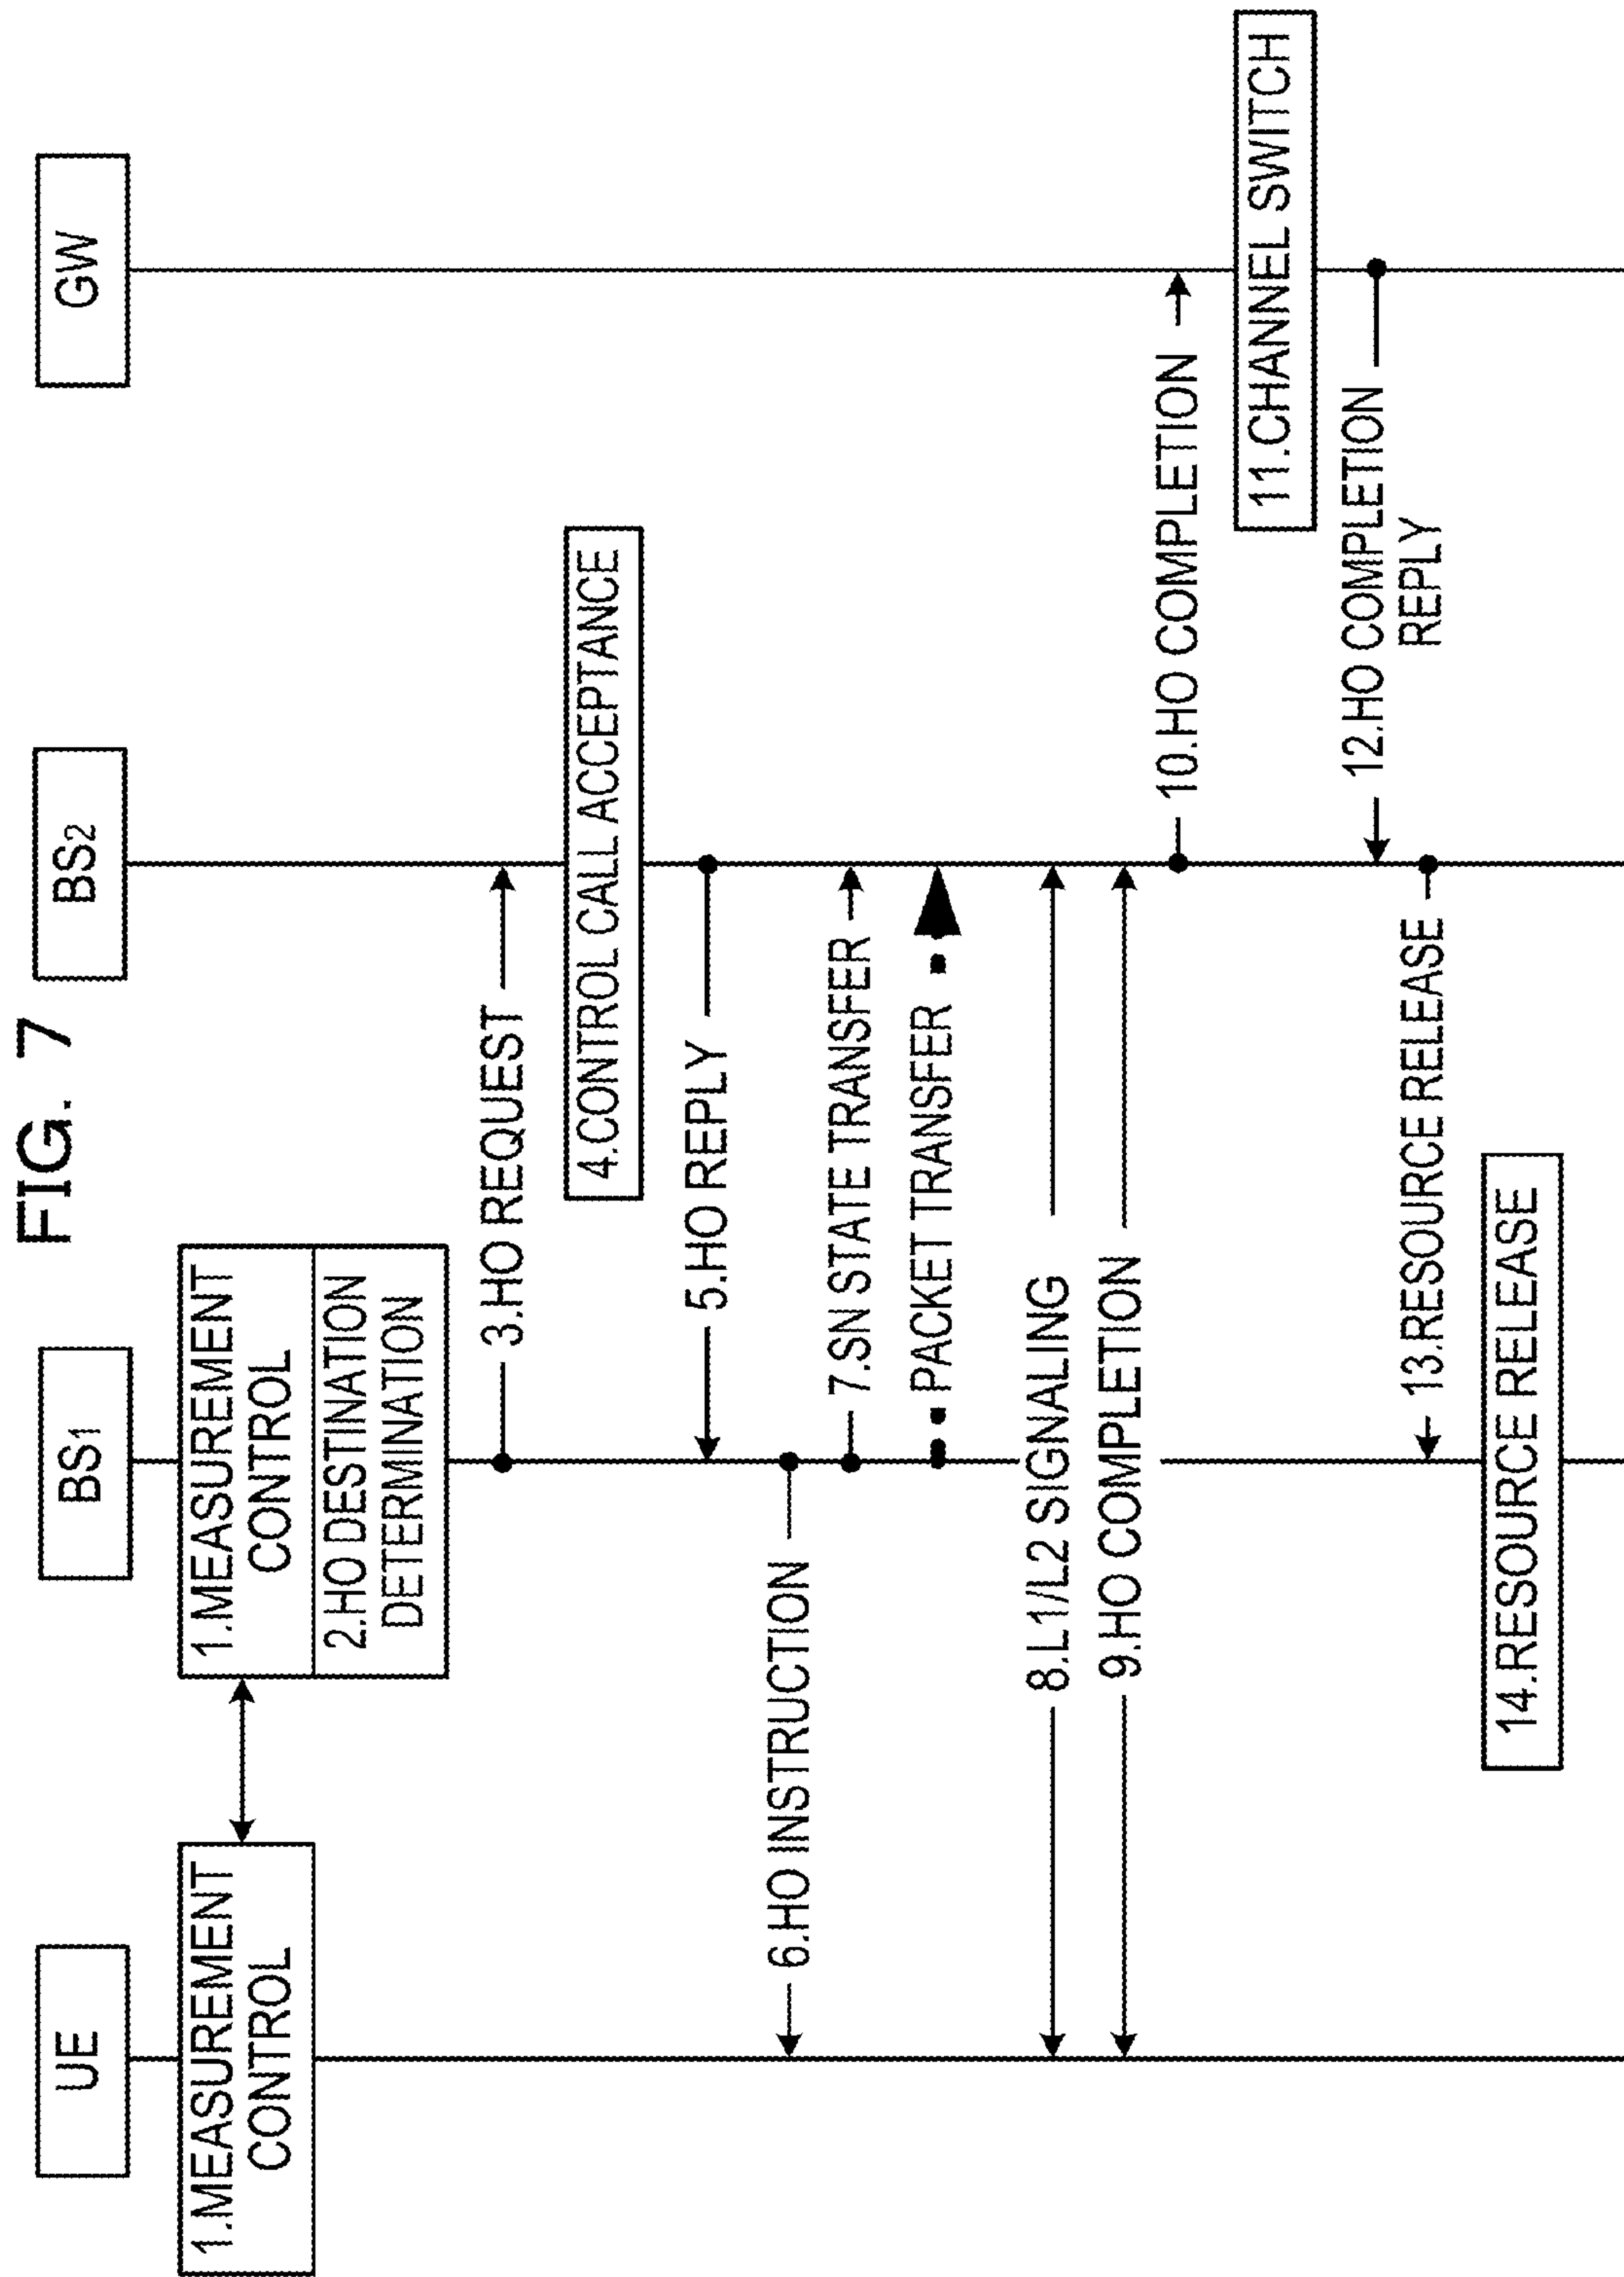 FIG. 7
UE
BS1
BS2
GW
1.MEASUREMENT
CONTROL
1.MEASUREMENT
CONTROL
2.HO DESTINATION
DETERMINATION
3.HO REQUEST
4.CONTROL CALL ACCEPTANCE
5.HO REPLY
6.HO INSTRUCTION
7.SN STATE TRANSFER
PACKET TRANSFER
8.L1/L2 SIGNALING
9.HO COMPLETION
10.HO COMPLETION
11.CHANNEL SWITCH
12.HO COMPLETION
REPLY
13.RESOURCE RELEASE
14.RESOURCE RELEASE